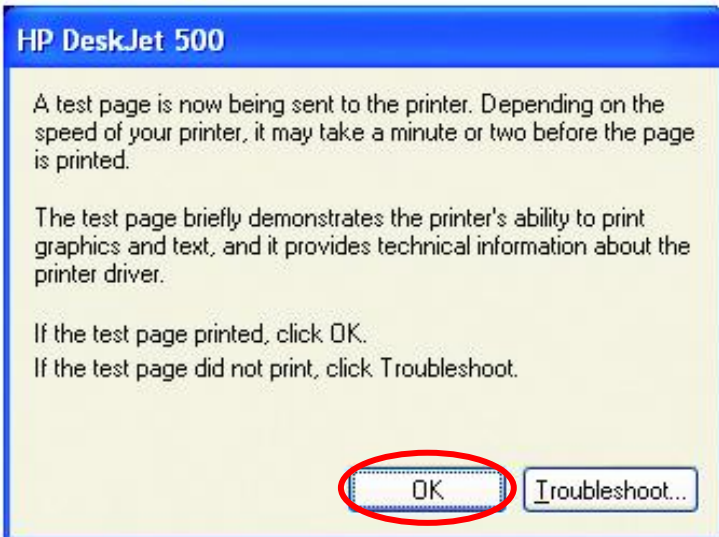 HP DeskJet 500
A test page is now being sent to the printer. Depending on the
speed of your printer, it may take a minute or two before the page
is printed.
The test page briefly demonstrates the printer's ability to print
graphics and text, and it provides technical information about the
printer driver.
If the test page printed, click OK.
If the test page did not print, click Troubleshoot.
OK Troubleshoot...